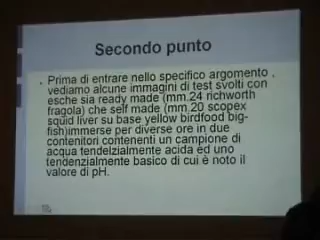 Secondo punto
• Prima di entrare nello specifico argomento ,
vediamo alcune immagini di test svolti con
esche sia ready made (mm.24 richworth
fragola) che self made (mm.20 scopex
squid liver su base yellow birdfood big-
fish)immerse per diverse ore in due
contenitori contenenti un campione di
acqua tendelzialmente acida ed uno
tendenzialmente basico di cui è noto il
valore di pH.